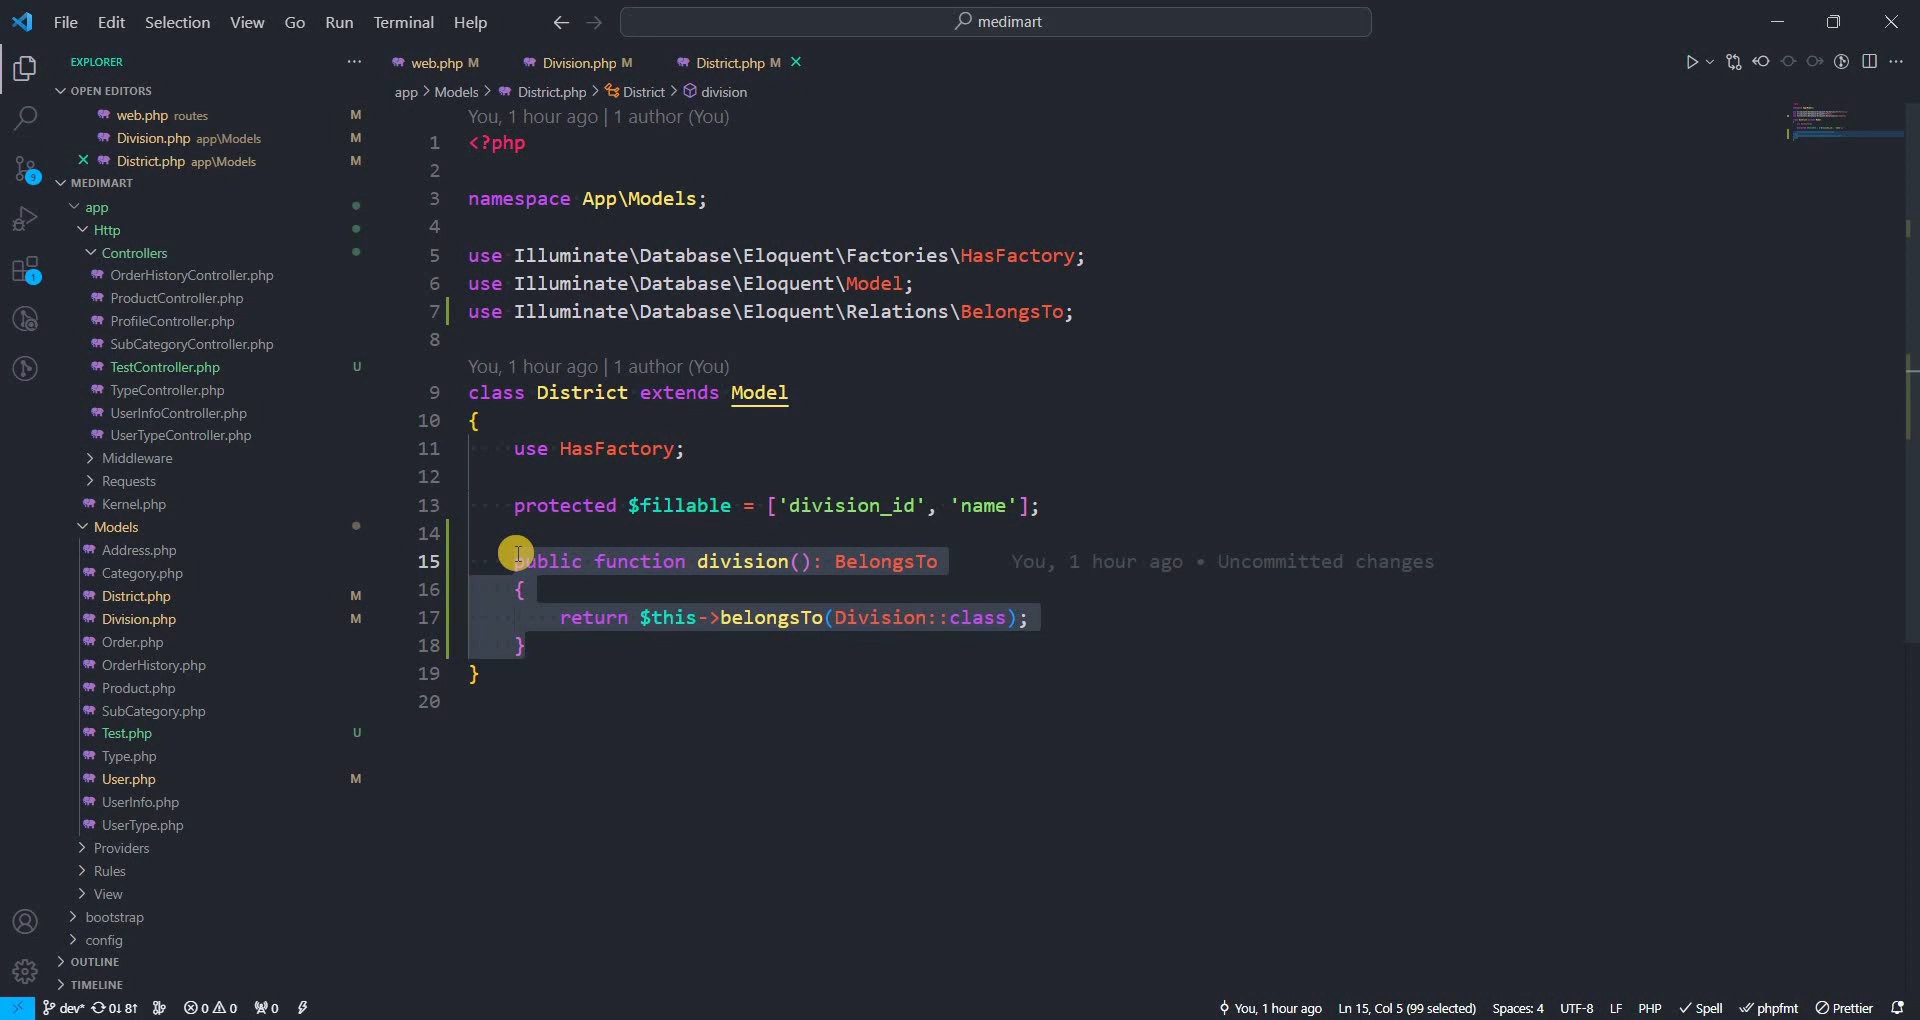 File Edit Selection View Go Run Terminal Help
medimart
EXPLORER
OPEN EDITORS
web.php routes M
Division.php app\Models M
District.php app\Models M
MEDIMART
app
Http
Controllers
OrderHistoryController.php
ProductController.php
ProfileController.php
SubCategoryController.php
TestController.php U
TypeController.php
UserInfoController.php
UserTypeController.php
Middleware
Requests
Kernel.php
Models
Address.php
Category.php
District.php M
Division.php M
Order.php
OrderHistory.php
Product.php
SubCategory.php
Test.php U
Type.php
User.php M
UserInfo.php
UserType.php
Providers
Rules
View
bootstrap
config
OUTLINE
TIMELINE
9
1
web.php M Division.php M District.php M
app > Models > District.php > District > division
You, 1 hour ago | 1 author (You)
1 <?php
2
3 namespace App\Models;
4
5 use Illuminate\Database\Eloquent\Factories\HasFactory;
6 use Illuminate\Database\Eloquent\Model;
7 use Illuminate\Database\Eloquent\Relations\BelongsTo;
8
You, 1 hour ago | 1 author (You)
9 class District extends Model
10 {
11 use HasFactory;
12
13 protected $fillable = ['division_id', 'name'];
14
15 public function division(): BelongsTo You, 1 hour ago • Uncommitted changes
16 {
17 return $this->belongsTo(Division::class);
18 }
19 }
20
dev* 0↓ 8↑ 0 0 0 You, 1 hour ago Ln 15, Col 5 (99 selected) Spaces: 4 UTF-8 LF PHP Spell phpfmt Prettier